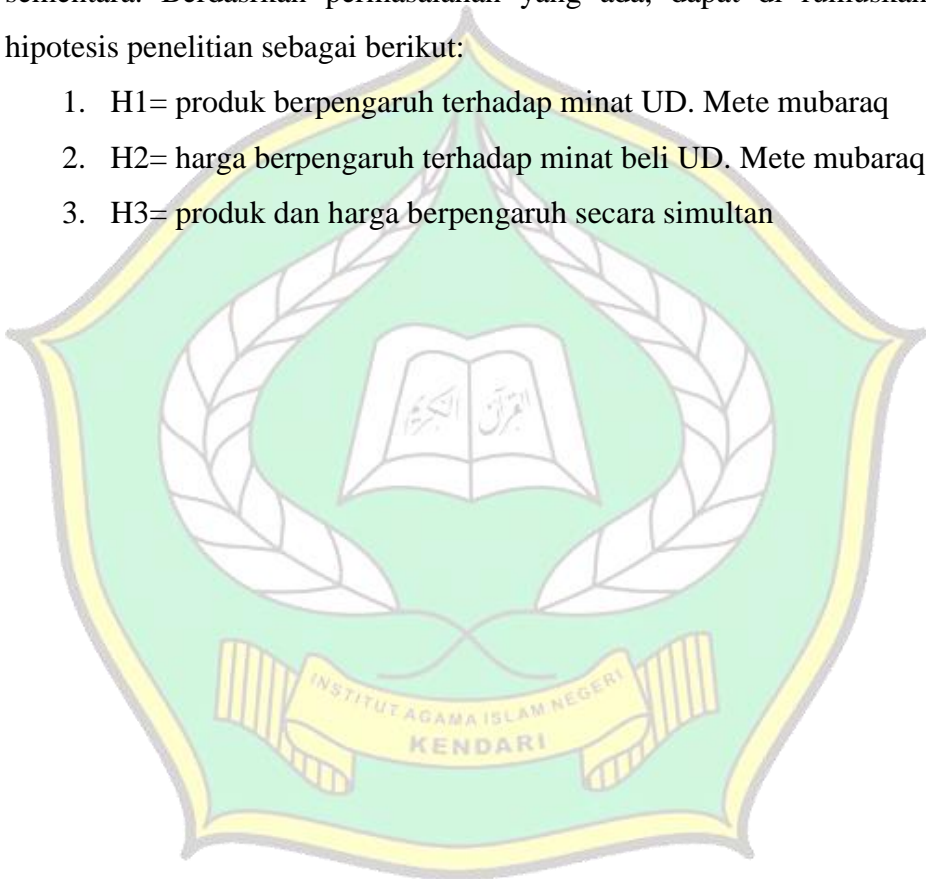 sementara. Berdasrkan permasalahan yang ada, dapat di rumuskan
hipotesis penelitian sebagai berikut:
1. H1= produk berpengaruh terhadap minat UD. Mete mubaraq
2. H2= harga berpengaruh terhadap minat beli UD. Mete mubaraq
3. H3= produk dan harga berpengaruh secara simultan
القرآن الكريم
INSTITUT AGAMA ISLAM NEGERI
KENDARI